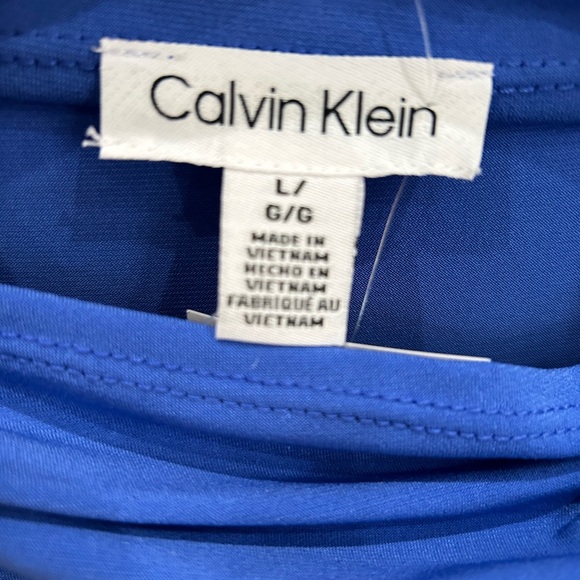 Calvin Klein
L/
G/G
MADE IN
VIETNAM
HECHO EN
VIETNAM
FABRIQUÉ AU
VIETNAM